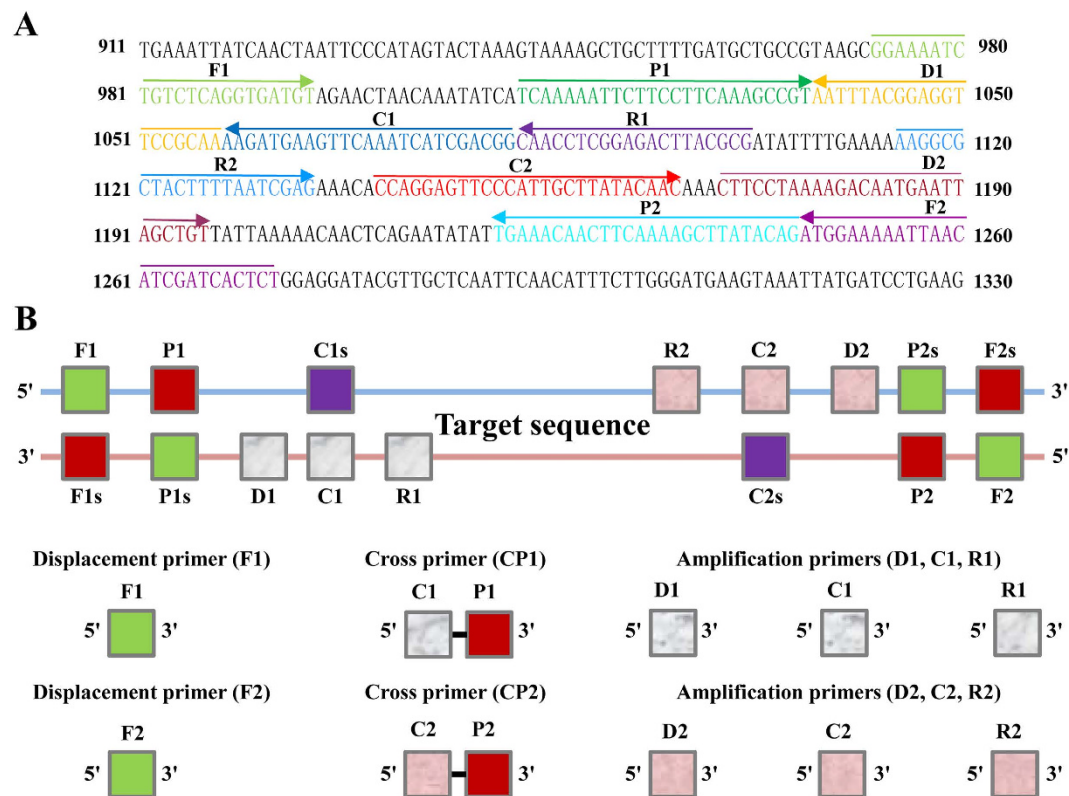 A
911 TGAAATTATCAACTAATTCCCATAGTACTAAAGTAAAAGCTGCTTTTGATGCTGCCGTAAGCGGAAAATC 980
F1 P1 D1
981 TGTCTCAGGTGATGTAGAACTAACAAATATCATCAAAAATTCTTCCTTCAAAGCCGTAATTTACGGAGGT 1050
C1 R1
1051 TCCGCAAAAGATGAAGTTCAAATCATCGACGGCAACCTCGGAGACTTACGCGATATTTTGAAAAAAGGCG 1120
R2 C2 D2
1121 CTACTTTTAATCGAGAAACACCAGGAGTTCCCATTGCTTATACAACAAACTTCCTAAAAGACAATGAATT 1190
P2 F2
1191 AGCTGTTATTAAAAACAACTCAGAATATATTGAAACAACTTCAAAAGCTTATACAGATGGAAAAATTAAC 1260
1261 ATCGATCACTCTGGAGGATACGTTGCTCAATTCAACATTTCTTGGGATGAAGTAAATTATGATCCTGAAG 1330
B
F1 P1 C1s R2 C2 D2 P2s F2s
5' 3'
Target sequence
3' 5'
F1s P1s D1 C1 R1 C2s P2 F2
Displacement primer (F1) Cross primer (CP1) Amplification primers (D1, C1, R1)
F1 C1 P1 D1 C1 R1
5' 3' 5' 3' 5' 3' 5' 3' 5' 3'
Displacement primer (F2) Cross primer (CP2) Amplification primers (D2, C2, R2)
F2 C2 P2 D2 C2 R2
5' 3' 5' 3' 5' 3' 5' 3' 5' 3'